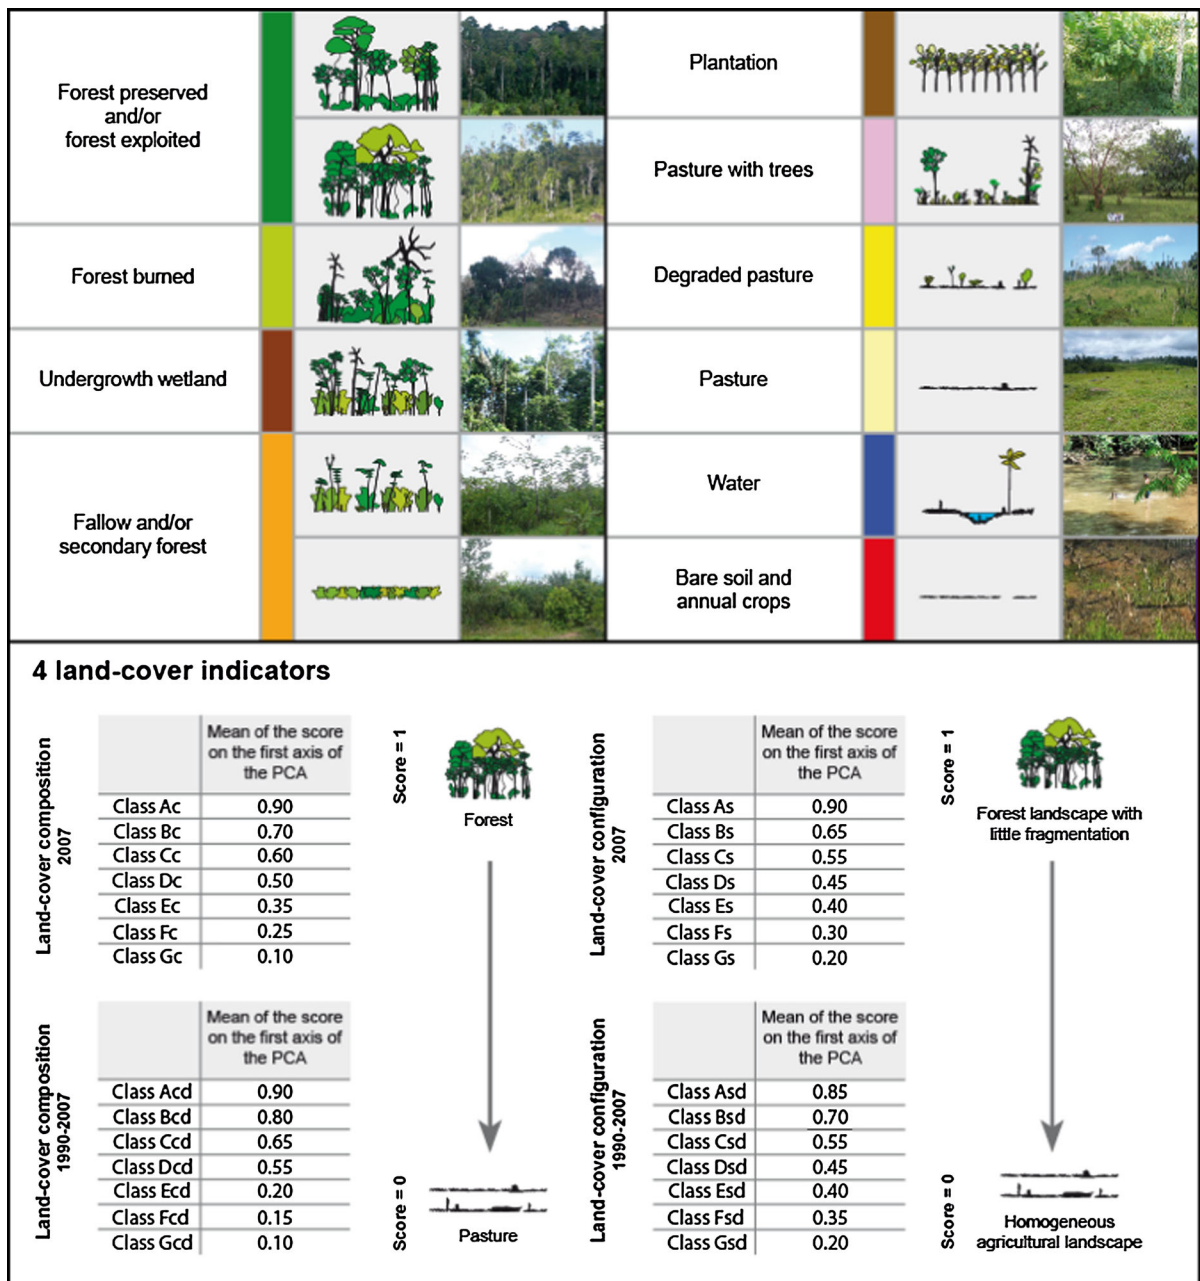 Forest preserved
and/or
forest exploited
Forest burned
Undergrowth wetland
Fallow and/or
secondary forest
Plantation
Pasture with trees
Degraded pasture
Pasture
Water
Bare soil and
annual crops
4 land-cover indicators
Land-cover composition
2007
Mean of the score
on the first axis of
the PCA
Class Ac 0.90
Class Bc 0.70
Class Cc 0.60
Class Dc 0.50
Class Ec 0.35
Class Fc 0.25
Class Gc 0.10
Land-cover composition
1990-2007
Mean of the score
on the first axis of
the PCA
Class Acd 0.90
Class Bcd 0.80
Class Ccd 0.65
Class Dcd 0.55
Class Ecd 0.20
Class Fcd 0.15
Class Gcd 0.10
Score = 1
Forest
Score = 0
Pasture
Land-cover configuration
2007
Mean of the score
on the first axis of
the PCA
Class As 0.90
Class Bs 0.65
Class Cs 0.55
Class Ds 0.45
Class Es 0.40
Class Fs 0.30
Class Gs 0.20
Land-cover configuration
1990-2007
Mean of the score
on the first axis of
the PCA
Class Asd 0.85
Class Bsd 0.70
Class Csd 0.55
Class Dsd 0.45
Class Esd 0.40
Class Fsd 0.35
Class Gsd 0.20
Score = 1
Forest landscape with
little fragmentation
Score = 0
Homogeneous
agricultural landscape